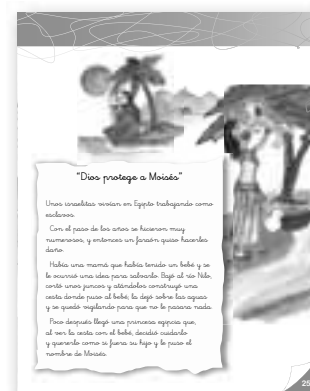 "Dios protege a Moisés"
Unos israelitas vivían en Egipto trabajando como
esclavos.
Con el paso de los años se hicieron muy
numerosos, y entonces un faraón quiso hacerles
daño.
Había una mamá que había tenido un bebé y se
le ocurrió una idea para salvarlo. Bajó al río Nilo,
cortó unos juncos y atándolos construyó una
cesta donde puso al bebé; la dejó sobre las aguas
y se quedó vigilando para que no le pasara nada.
Poco después llegó una princesa egipcia que,
al ver la cesta con el bebé, decidió cuidarlo
y quererlo como si fuera su hijo y le puso el
nombre de Moisés.
25